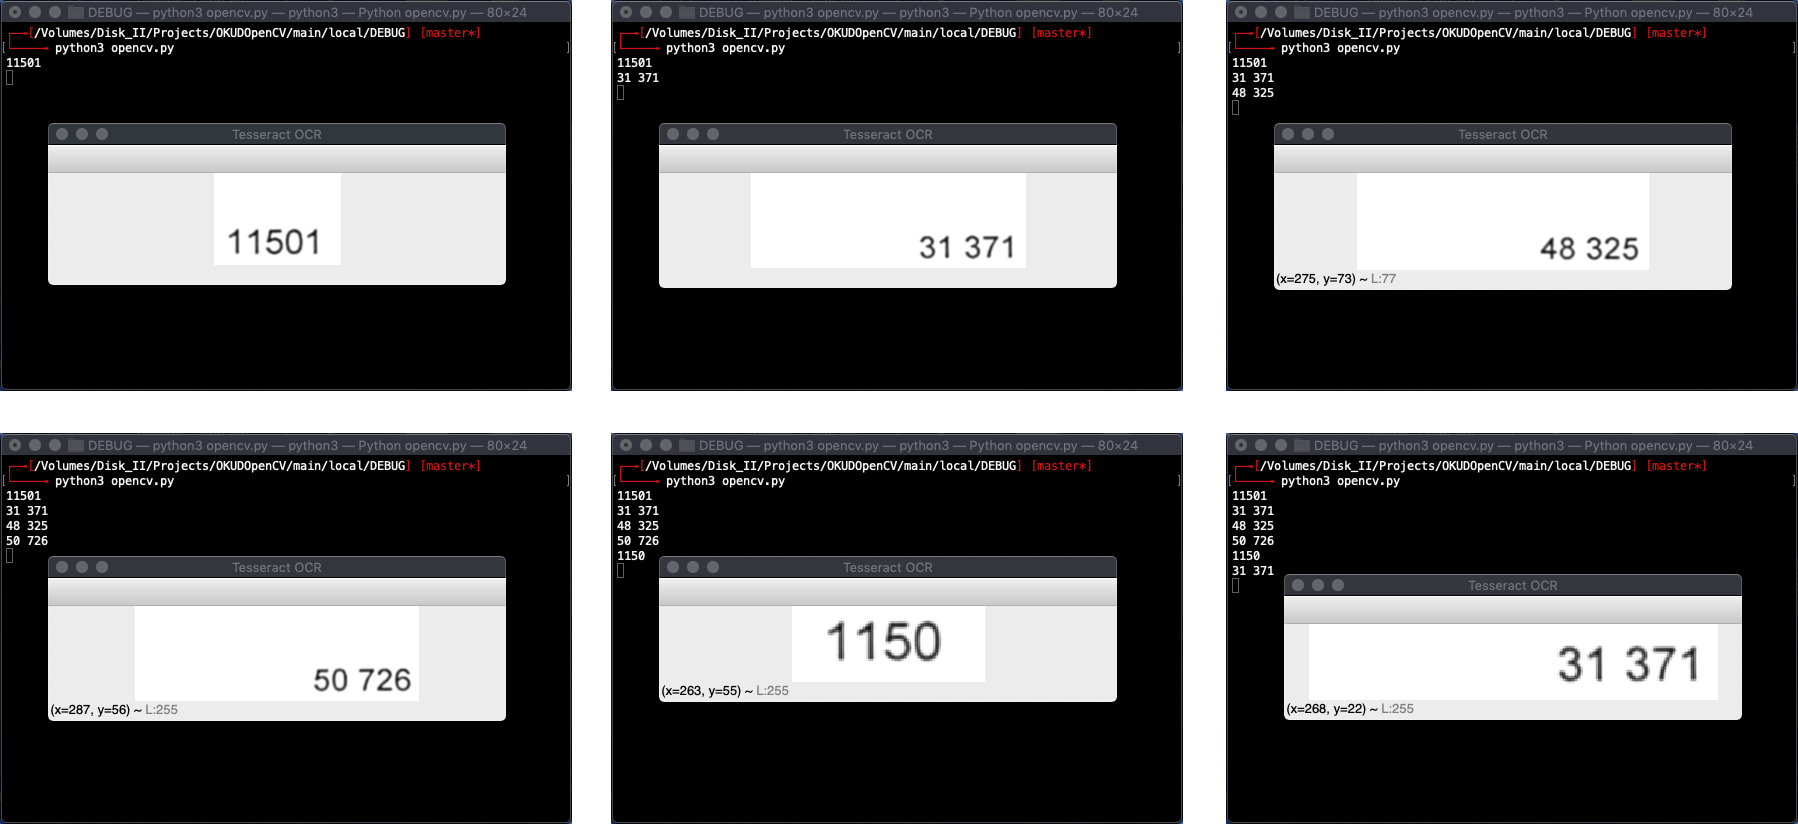 DEBUG — python3 opencv.py — python3 — Python opencv.py — 80×24
[/Volumes/Disk_II/Projects/OKUDOpenCV/main/local/DEBUG] [master*]
python3 opencv.py
11501
Tesseract OCR
11501
DEBUG — python3 opencv.py — python3 — Python opencv.py — 80×24
[/Volumes/Disk_II/Projects/OKUDOpenCV/main/local/DEBUG] [master*]
python3 opencv.py
11501
31 371
Tesseract OCR
31 371
DEBUG — python3 opencv.py — python3 — Python opencv.py — 80×24
[/Volumes/Disk_II/Projects/OKUDOpenCV/main/local/DEBUG] [master*]
python3 opencv.py
11501
31 371
48 325
Tesseract OCR
48 325
(x=275, y=73) ~ L:77
DEBUG — python3 opencv.py — python3 — Python opencv.py — 80×24
[/Volumes/Disk_II/Projects/OKUDOpenCV/main/local/DEBUG] [master*]
python3 opencv.py
11501
31 371
48 325
50 726
Tesseract OCR
50 726
(x=287, y=56) ~ L:255
DEBUG — python3 opencv.py — python3 — Python opencv.py — 80×24
[/Volumes/Disk_II/Projects/OKUDOpenCV/main/local/DEBUG] [master*]
python3 opencv.py
11501
31 371
48 325
50 726
1150
Tesseract OCR
1150
(x=263, y=55) ~ L:255
DEBUG — python3 opencv.py — python3 — Python opencv.py — 80×24
[/Volumes/Disk_II/Projects/OKUDOpenCV/main/local/DEBUG] [master*]
python3 opencv.py
11501
31 371
48 325
50 726
1150
31 371
Tesseract OCR
31 371
(x=268, y=22) ~ L:255